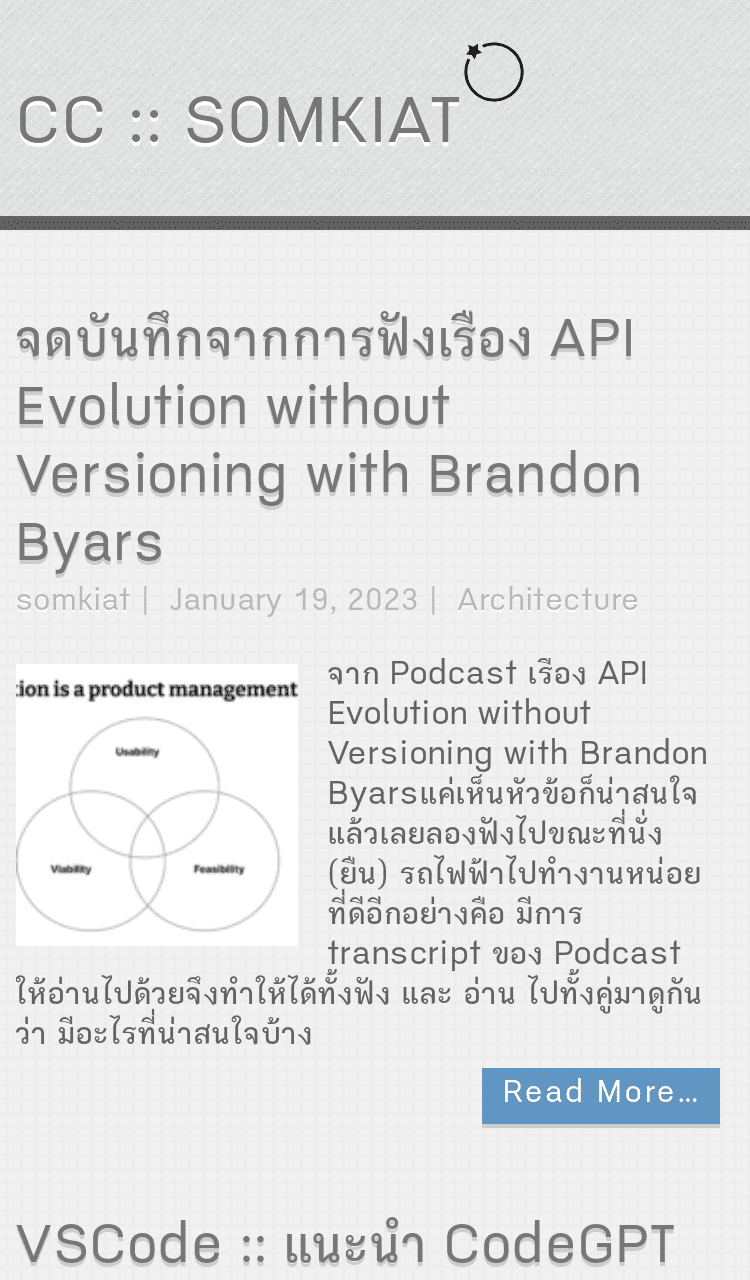 CC :: SOMKIAT
จดบันทึกจากการฟังเรื่อง API
Evolution without
Versioning with Brandon
Byars
somkiat | January 19, 2023 | Architecture
ion is a product management
Usability
Viability
Feasibility
จาก Podcast เรื่อง API
Evolution without
Versioning with Brandon
Byarsแค่เห็นหัวข้อก็น่าสนใจ
แล้วเลยลองฟังไปขณะที่นั่ง
(ยืน) รถไฟฟ้าไปทำงานหน่อย
ที่ดีอีกอย่างคือ มีการ
transcript ของ Podcast
ให้อ่านไปด้วยจึงทำให้ได้ทั้งฟัง และ อ่าน ไปทั้งคู่มาดูกัน
ว่า มีอะไรที่น่าสนใจบ้าง
Read More…
VSCode :: แนะนำ CodeGPT